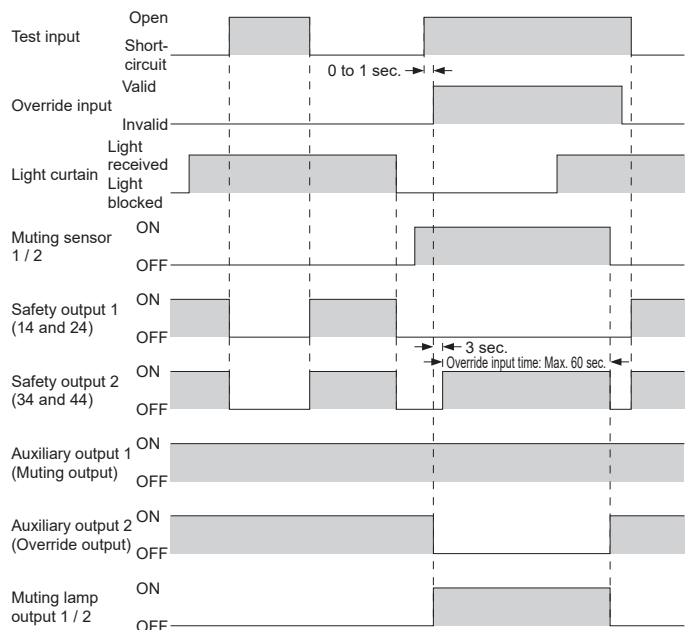 Open
Test input
Short-
circuit
0 to 1 sec.
Valid
Override input
Invalid
Light
received
Light curtain
Light
blocked
ON
Muting sensor
1 / 2
OFF
ON
Safety output 1
(14 and 24)
OFF
3 sec.
Override input time: Max. 60 sec.
ON
Safety output 2
(34 and 44)
OFF
ON
Auxiliary output 1
(Muting output)
OFF
ON
Auxiliary output 2
(Override output)
OFF
ON
Muting lamp
output 1 / 2
OFF